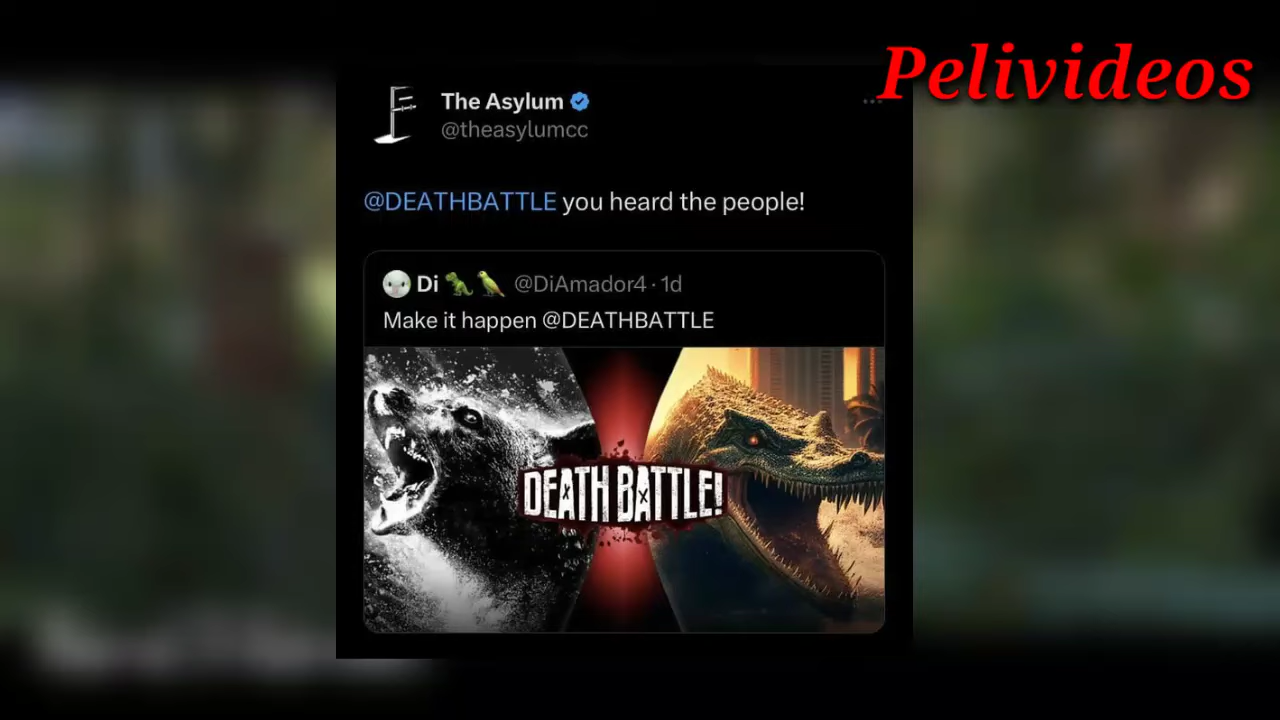 Pelivideos
The Asylum
@theasylumcc
@DEATHBATTLE you heard the people!
Di 🦖🦜 @DiAmador4 · 1d
Make it happen @DEATHBATTLE
DEATH BATTLE!